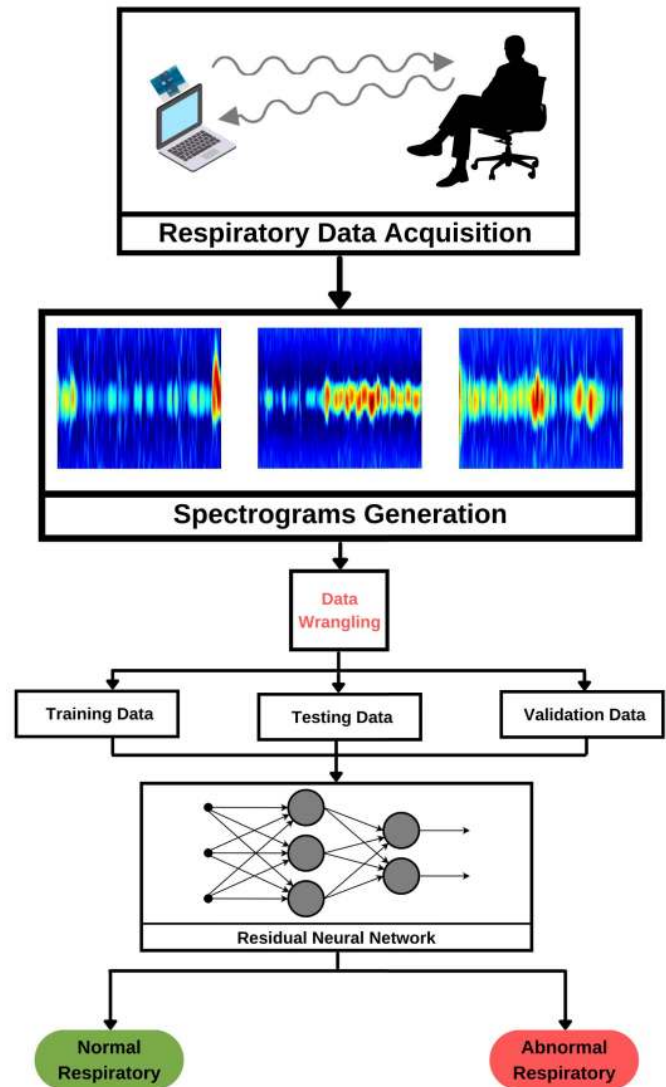 Respiratory Data Acquisition
Spectrograms Generation
Data
Wrangling
Training Data
Testing Data
Validation Data
Residual Neural Network
Normal
Respiratory
Abnormal
Respiratory